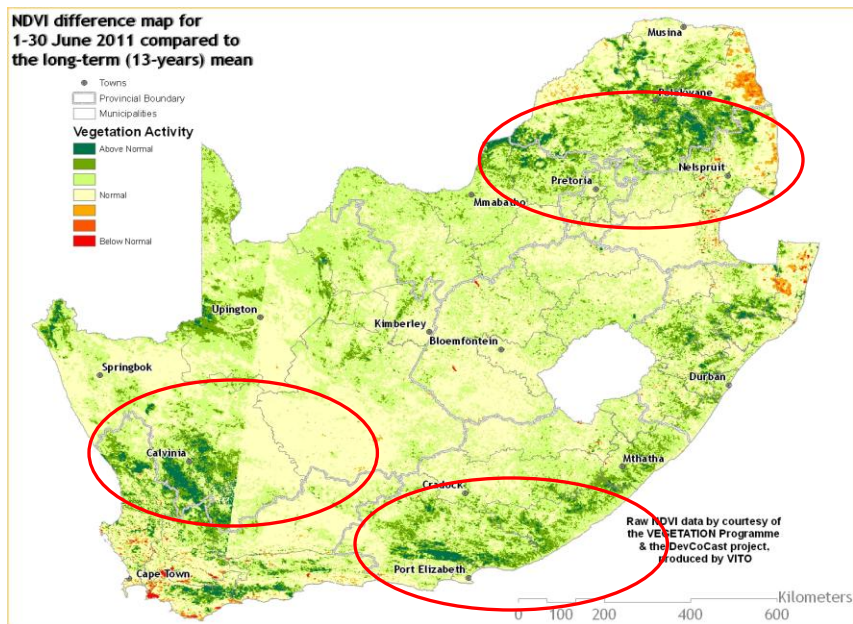 NDVI difference map for
1-30 June 2011 compared to
the long-term (13-years) mean
Towns
Provincial Boundary
Municipalities
Vegetation Activity
Above Normal
Normal
Below Normal
Musina
Polokwane
Nelspruit
Pretoria
Mmabatho
Upington
Kimberley
Bloemfontein
Springbok
Durban
Calvinia
Mthatha
Cradock
Raw NDVI data by courtesy of
the VEGETATION Programme
& the DevCoCast project,
produced by VITO
Port Elizabeth
Cape Town
Kilometers
0 100 200 400 600